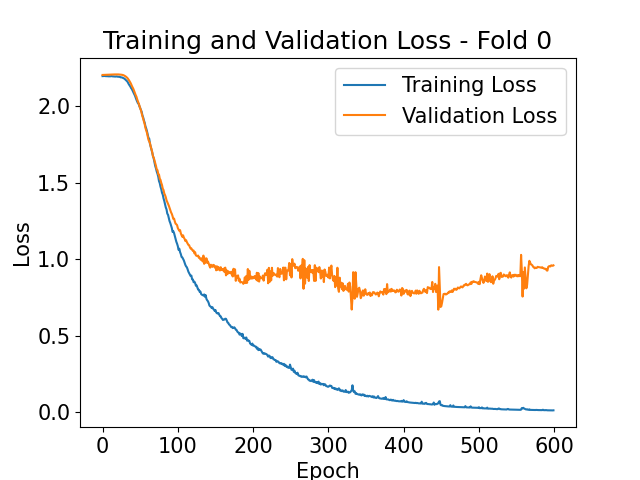 Training and Validation Loss - Fold 0
Training Loss
Validation Loss
Loss
2.0
1.5
1.0
0.5
0.0
0 100 200 300 400 500 600
Epoch